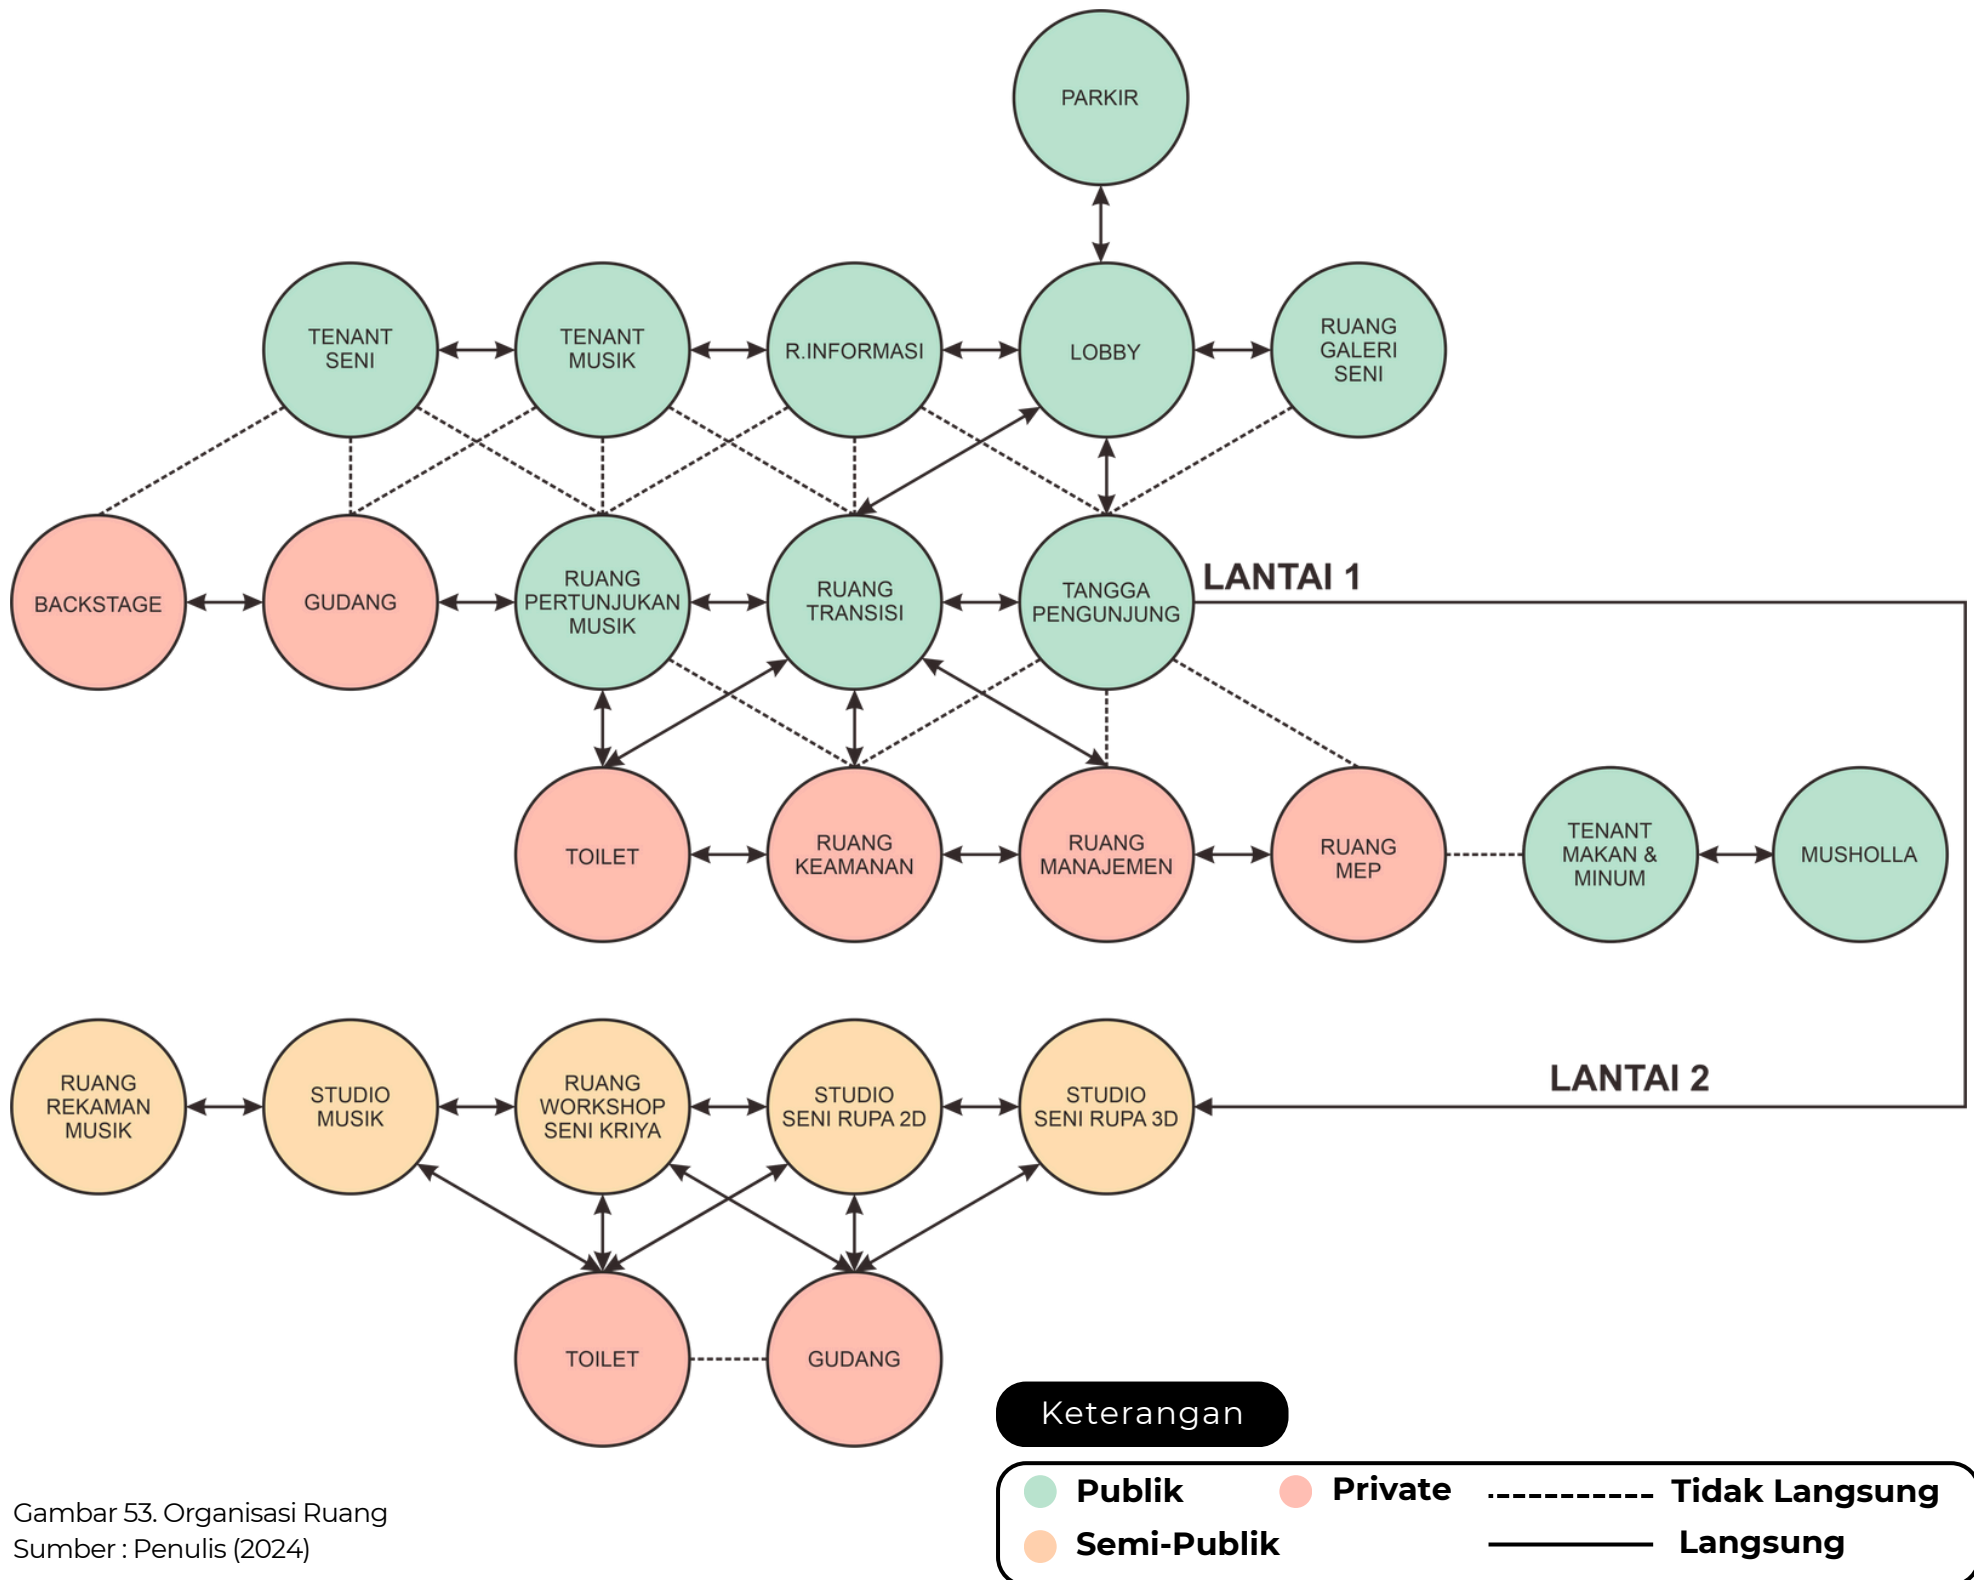 PARKIR
TENANT
SENI
TENANT
MUSIK
R.INFORMASI
LOBBY
RUANG
GALERI
SENI
BACKSTAGE
GUDANG
RUANG
PERTUNJUKAN
MUSIK
RUANG
TRANSISI
TANGGA
PENGUNJUNG
LANTAI 1
TOILET
RUANG
KEAMANAN
RUANG
MANAJEMEN
RUANG
MEP
TENANT
MAKAN &
MINUM
MUSHOLLA
RUANG
REKAMAN
MUSIK
STUDIO
MUSIK
RUANG
WORKSHOP
SENI KRIYA
STUDIO
SENI RUPA 2D
STUDIO
SENI RUPA 3D
LANTAI 2
TOILET
GUDANG
Keterangan
Publik
Private
Tidak Langsung
Semi-Publik
Langsung
Gambar 53. Organisasi Ruang
Sumber : Penulis (2024)